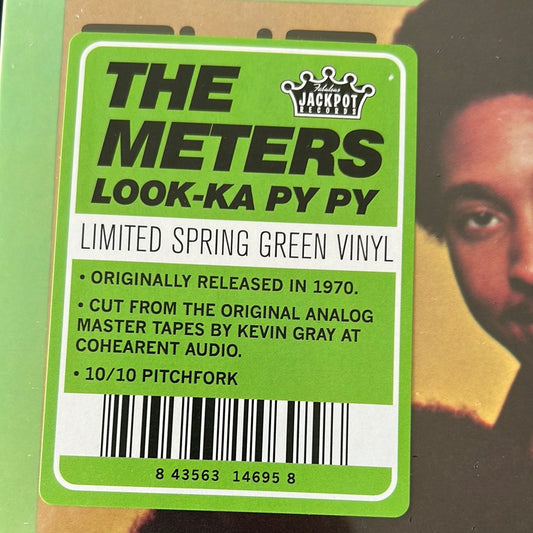 THE
METERS
LOOK-KA PY PY
Fabulous
JACKPOT
RECORDS
LIMITED SPRING GREEN VINYL
• ORIGINALLY RELEASED IN 1970.
• CUT FROM THE ORIGINAL ANALOG
MASTER TAPES BY KEVIN GRAY AT
COHEARENT AUDIO.
• 10/10 PITCHFORK
8 43563 14695 8